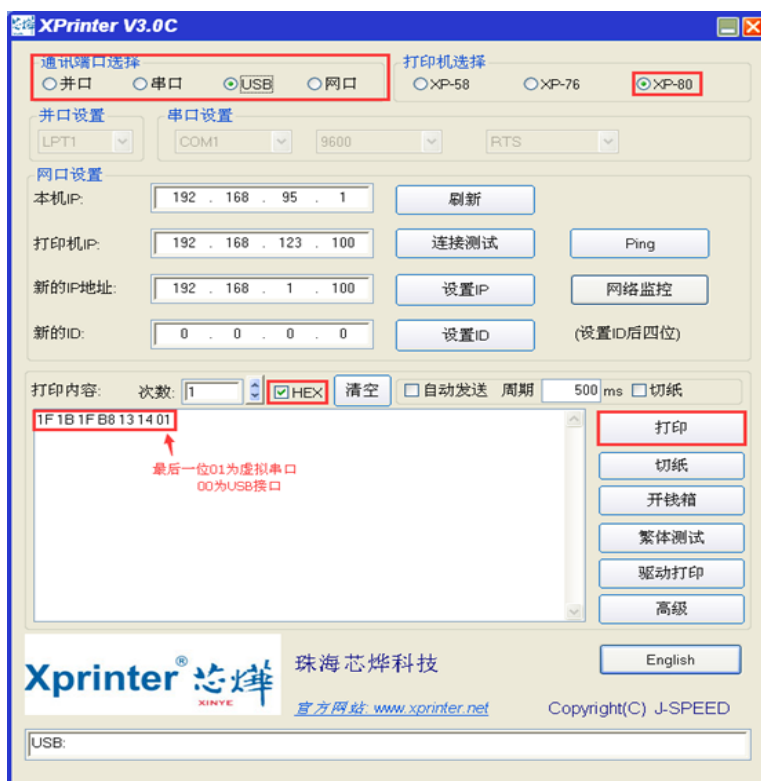 XPrinter V3.0C
通讯端口选择
并口 串口 USB 网口
打印机选择
XP-58 XP-76 XP-80
并口设置
LPT1
串口设置
COM1 9600 RTS
网口设置
本机IP: 192 . 168 . 95 . 1 刷新
打印机IP: 192 . 168 . 123 . 100 连接测试 Ping
新的IP地址: 192 . 168 . 1 . 100 设置IP 网络监控
新的ID: 0 . 0 . 0 . 0 设置ID (设置ID后四位)
打印内容: 次数: 1 HEX 清空 自动发送 周期 500 ms 切纸
1F 1B 1F B8 13 14 01
最后一位01为虚拟串口
00为USB接口
打印
切纸
开钱箱
繁体测试
驱动打印
高级
Xprinter®芯烨
XINYE
珠海芯烨科技
English
官方网站: www.xprinter.net
Copyright(C) J-SPEED
USB: